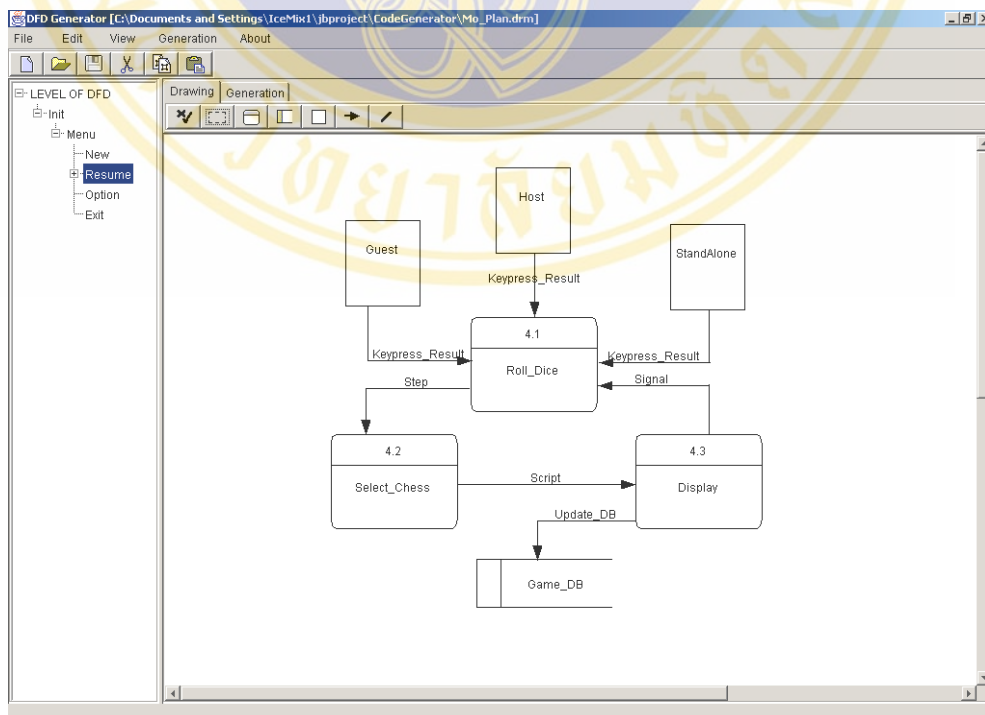 DFD Generator [C:\Documents and Settings\IceMix1\jbproject\CodeGenerator\Mo_Plan.drm]
File Edit View Generation About
LEVEL OF DFD
Init
Menu
New
Resume
Option
Exit
Drawing Generation
Host
Guest
StandAlone
Keypress_Result
4.1
Keypress_Result
Keypress_Result
Roll_Dice
Step
Signal
4.2
4.3
Script
Select_Chess
Display
Update_DB
Game_DB